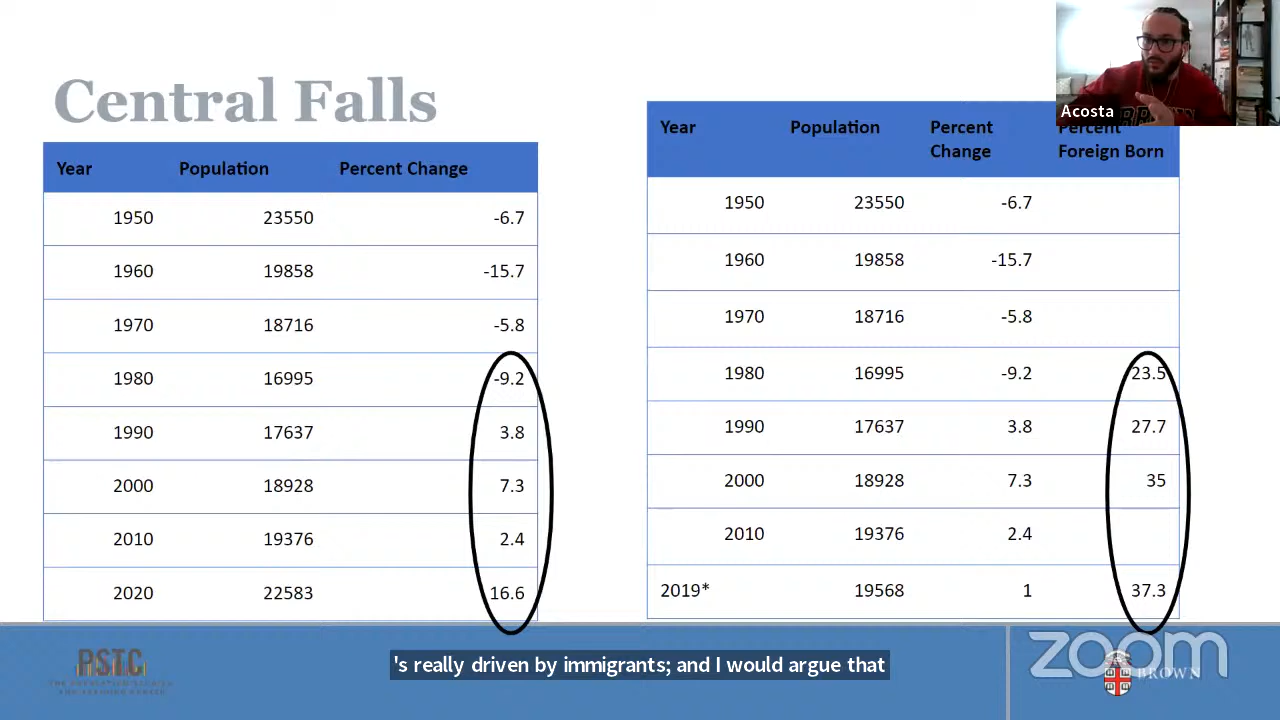 Central Falls
Year Population Percent Change
1950 23550 -6.7
1960 19858 -15.7
1970 18716 -5.8
1980 16995 -9.2
1990 17637 3.8
2000 18928 7.3
2010 19376 2.4
2020 22583 16.6
Acosta
Year Population Percent Change Percent Foreign Born
1950 23550 -6.7
1960 19858 -15.7
1970 18716 -5.8
1980 16995 -9.2 23.5
1990 17637 3.8 27.7
2000 18928 7.3 35
2010 19376 2.4
2019* 19568 1 37.3
's really driven by immigrants; and I would argue that
PSTC
zoom
BROWN